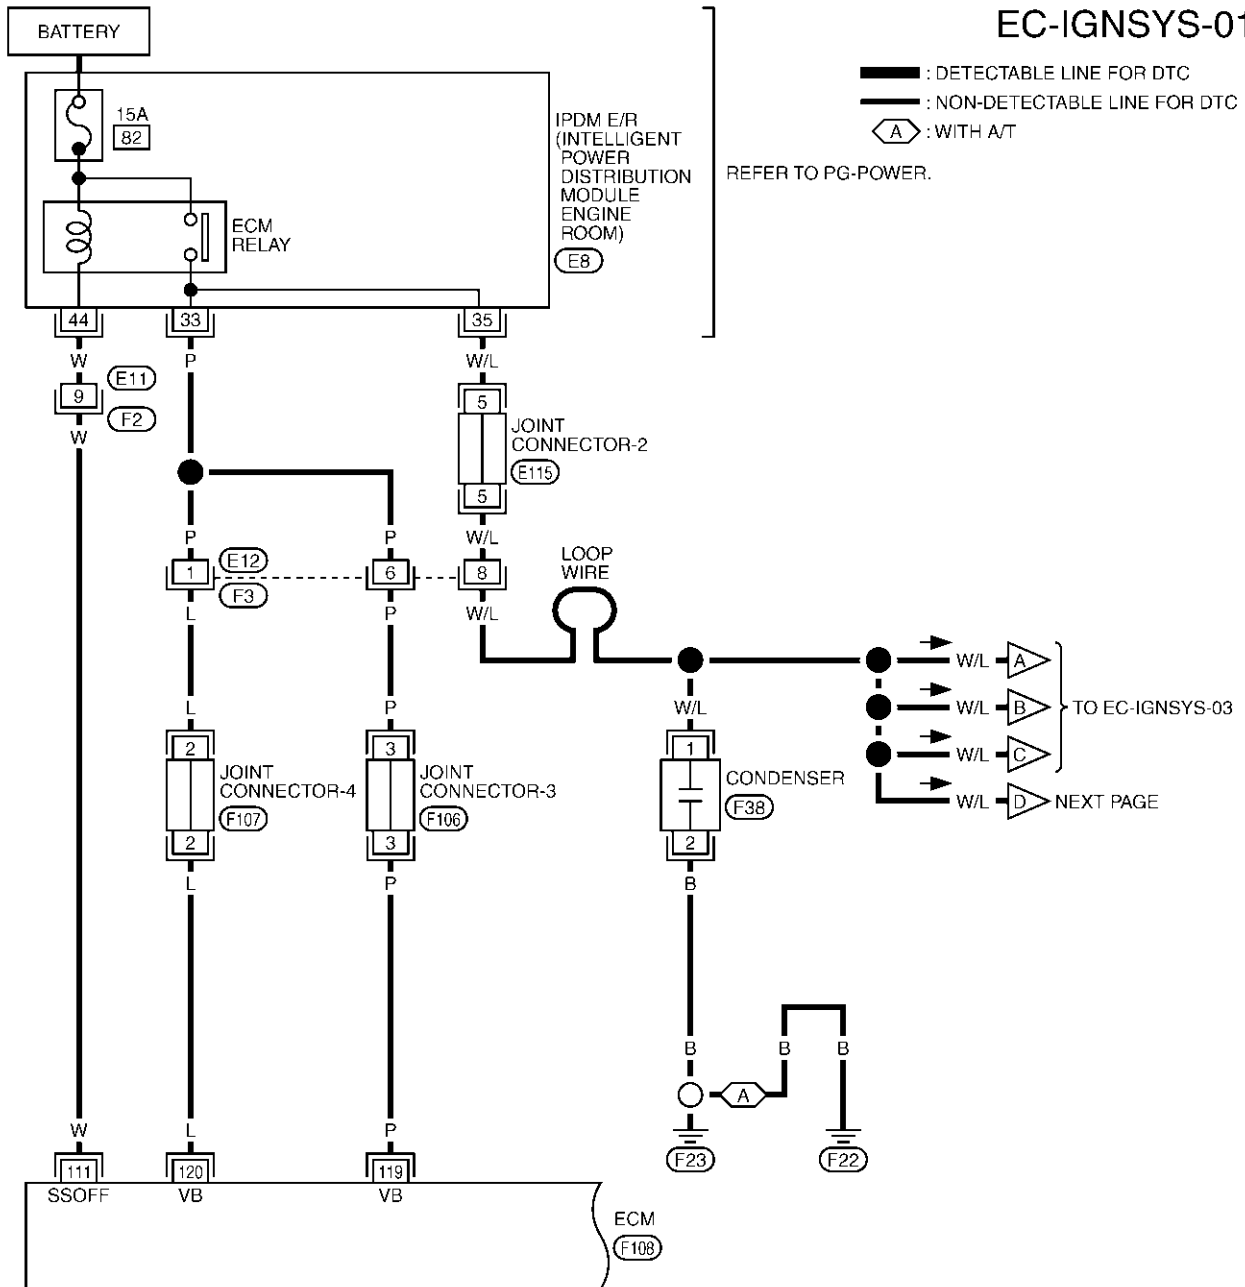 EC-IGNSYS-01
BATTERY
: DETECTABLE LINE FOR DTC
: NON-DETECTABLE LINE FOR DTC
A : WITH A/T
15A
82
IPDM E/R
(INTELLIGENT
POWER
DISTRIBUTION
MODULE
ENGINE
ROOM)
E8
REFER TO PG-POWER.
ECM
RELAY
44 33 35
W P W/L
E11
9
F2
W
5
JOINT
CONNECTOR-2
E115
5
P P W/L
E12
1 6 8
F3
L P W/L
LOOP
WIRE
W/L A
W/L B
W/L C
TO EC-IGNSYS-03
W/L D NEXT PAGE
L P W/L
2 3 1
JOINT
CONNECTOR-4
F107
JOINT
CONNECTOR-3
F106
CONDENSER
F38
2 3 2
L P B
B B B
A
F23 F22
W L P
111 120 119
SSOFF VB VB
ECM
F108